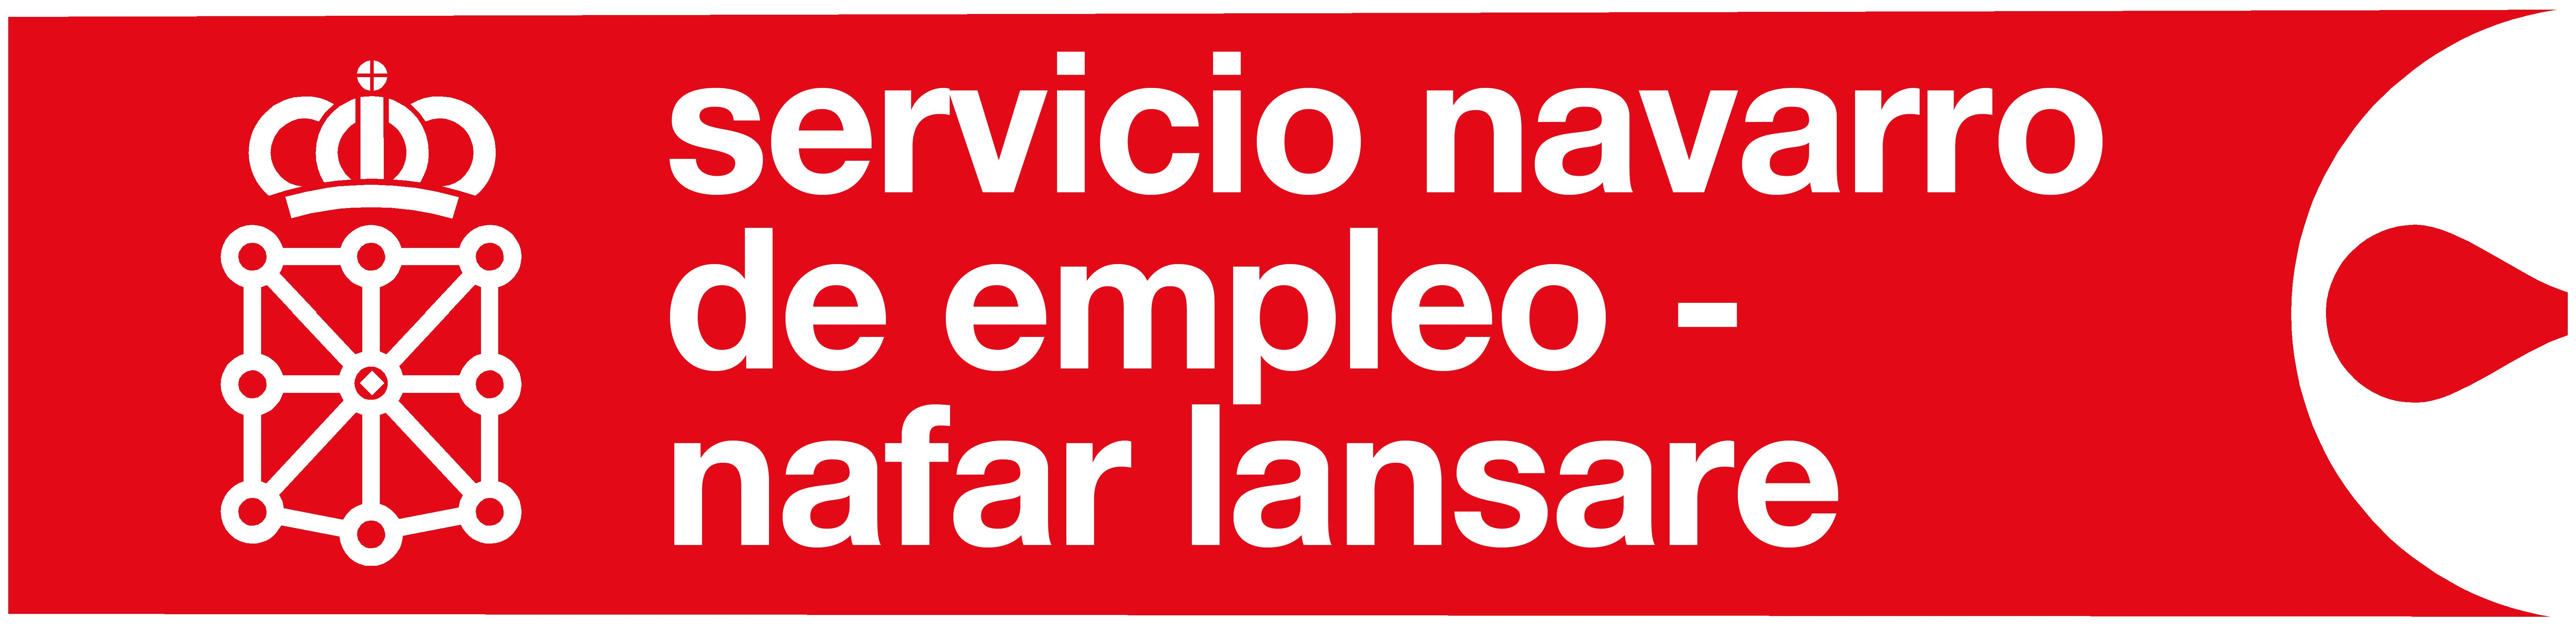 servicio navarro
de empleo -
nafar lansare